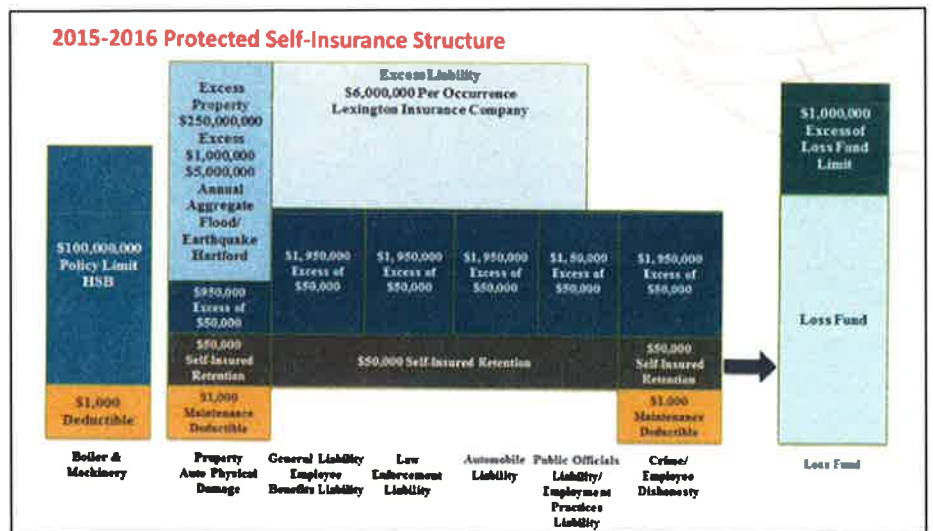 2015-2016 Protected Self-Insurance Structure
Excess
Property
$250,000,000
Excess
$1,000,000
$5,000,000
Annual
Aggregate
Flood/
Earthquake
Hartford
Excess Liability
$6,000,000 Per Occurrence
Lexington Insurance Company
$1,000,000
Excess of
Loss Fund
Limit
$100,000,000
Policy Limit
HSB
$950,000
Excess of
$50,000
$1,950,000
Excess of
$50,000
$1,950,000
Excess of
$50,000
$1,950,000
Excess of
$50,000
$1,50,000
Excess of
$50,000
$1,950,000
Excess of
$50,000
Loss Fund
$50,000
Self-Insured
Retention
$50,000 Self-Insured Retention
$50,000
Self-Insured
Retention
$1,000
Deductible
$1,000
Maintenance
Deductible
$1,000
Maintenance
Deductible
Boiler &
Machinery
Property
Auto Physical
Damage
General Liability
Employee
Benefits Liability
Law
Enforcement
Liability
Automobile
Liability
Public Officials
Liability/
Employment
Practices
Liability
Crime/
Employee
Dishonesty
Loss Fund